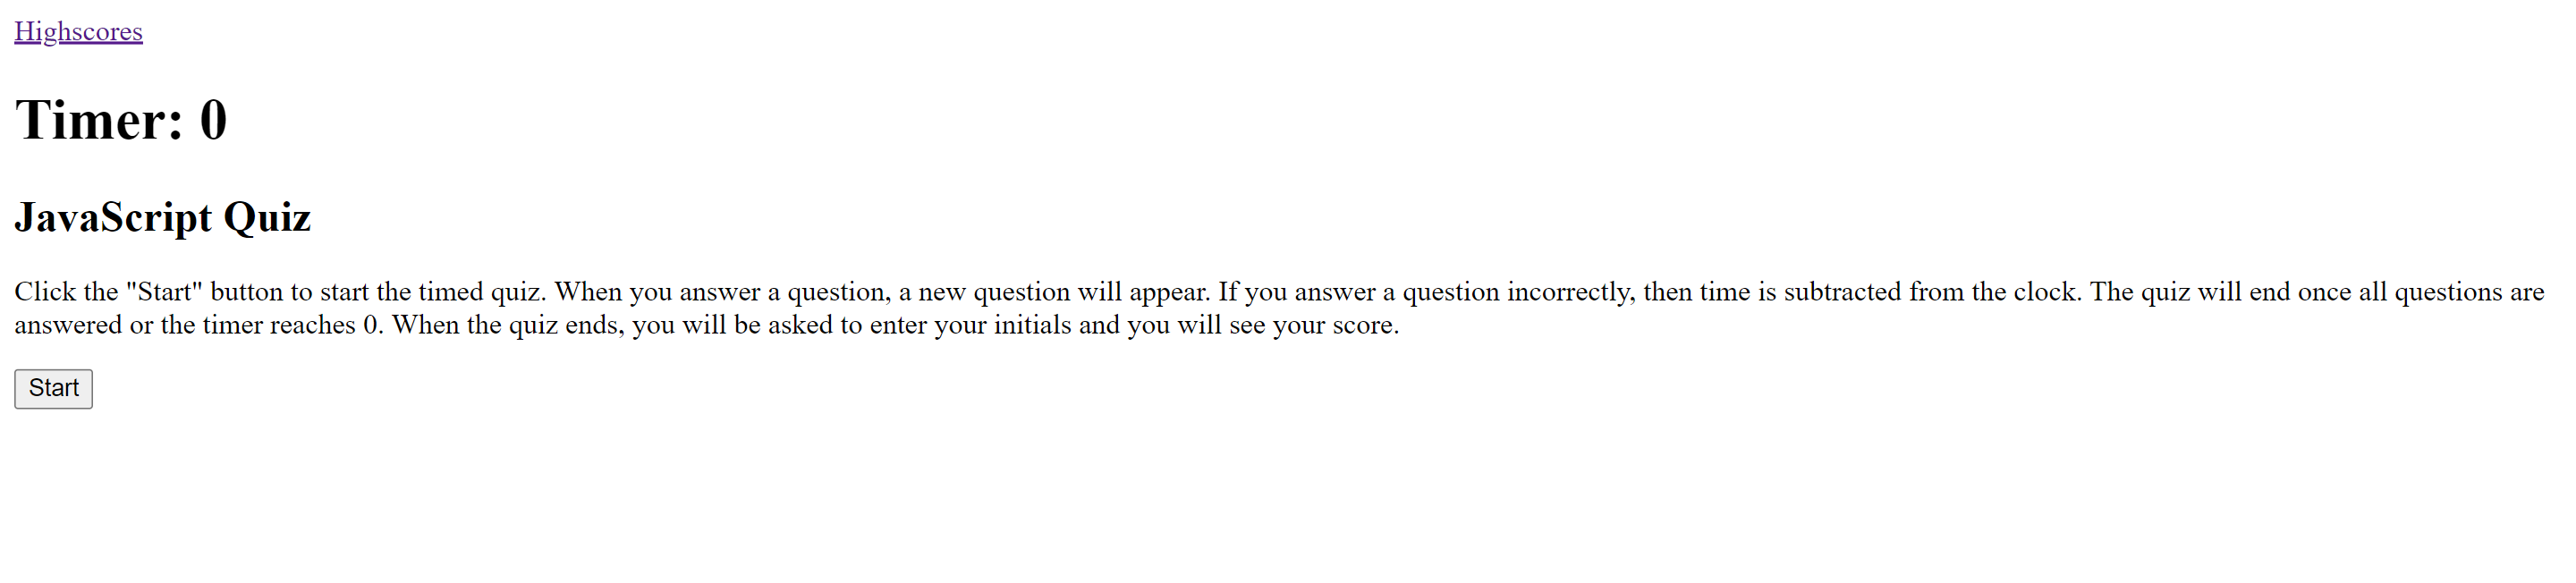 Highscores
Timer: 0
JavaScript Quiz
Click the "Start" button to start the timed quiz. When you answer a question, a new question will appear. If you answer a question incorrectly, then time is subtracted from the clock. The quiz will end once all questions are
answered or the timer reaches 0. When the quiz ends, you will be asked to enter your initials and you will see your score.
Start